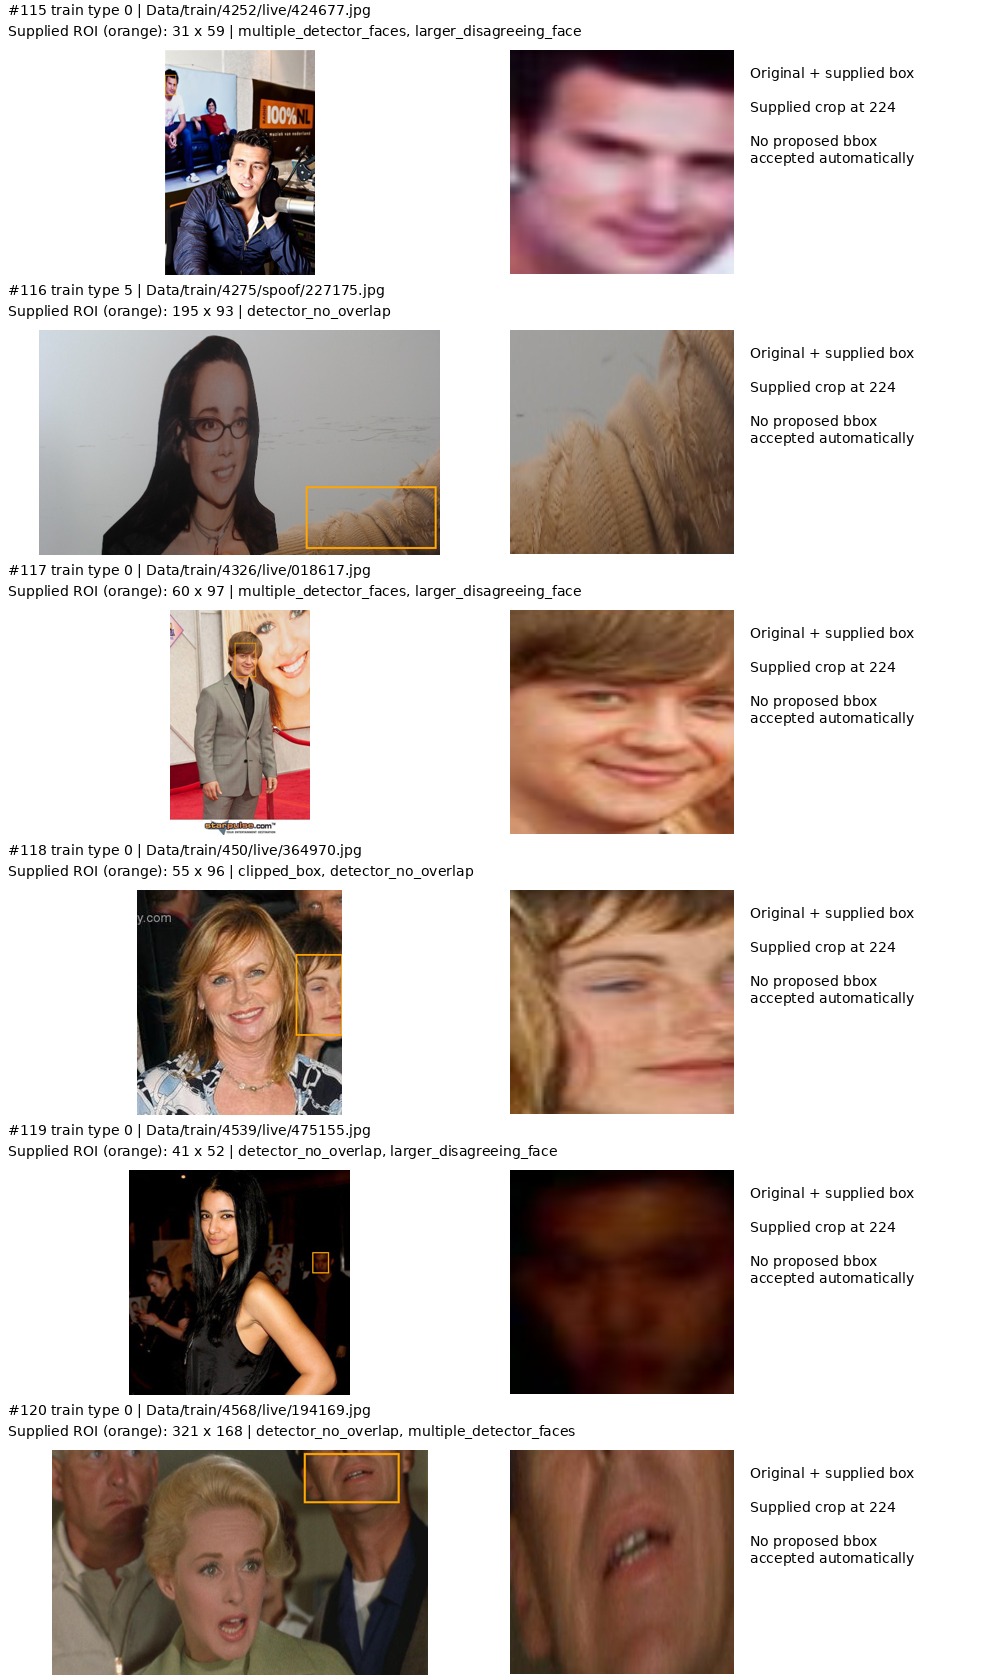 #115 train type 0 | Data/train/4252/live/424677.jpg
Supplied ROI (orange): 31 x 59 | multiple_detector_faces, larger_disagreeing_face
Original + supplied box
Supplied crop at 224
No proposed bbox
accepted automatically
100%NL
#116 train type 5 | Data/train/4275/spoof/227175.jpg
Supplied ROI (orange): 195 x 93 | detector_no_overlap
Original + supplied box
Supplied crop at 224
No proposed bbox
accepted automatically
#117 train type 0 | Data/train/4326/live/018617.jpg
Supplied ROI (orange): 60 x 97 | multiple_detector_faces, larger_disagreeing_face
Original + supplied box
Supplied crop at 224
No proposed bbox
accepted automatically
starpulse.com™
#118 train type 0 | Data/train/450/live/364970.jpg
Supplied ROI (orange): 55 x 96 | clipped_box, detector_no_overlap
y.com
Original + supplied box
Supplied crop at 224
No proposed bbox
accepted automatically
#119 train type 0 | Data/train/4539/live/475155.jpg
Supplied ROI (orange): 41 x 52 | detector_no_overlap, larger_disagreeing_face
Original + supplied box
Supplied crop at 224
No proposed bbox
accepted automatically
#120 train type 0 | Data/train/4568/live/194169.jpg
Supplied ROI (orange): 321 x 168 | detector_no_overlap, multiple_detector_faces
Original + supplied box
Supplied crop at 224
No proposed bbox
accepted automatically